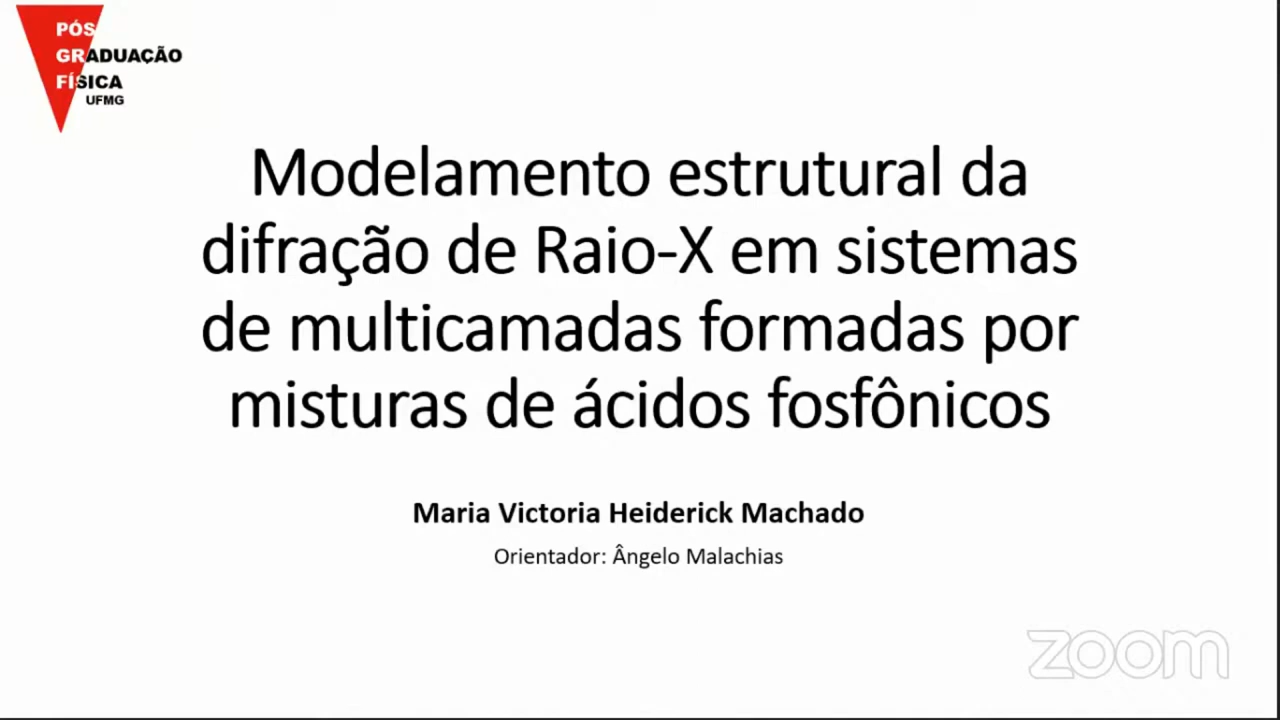 PÓS
GRADUAÇÃO
FÍSICA
UFMG
Modelamento estrutural da
difração de Raio-X em sistemas
de multicamadas formadas por
misturas de ácidos fosfônicos
Maria Victoria Heiderick Machado
Orientador: Ângelo Malachias
zoom